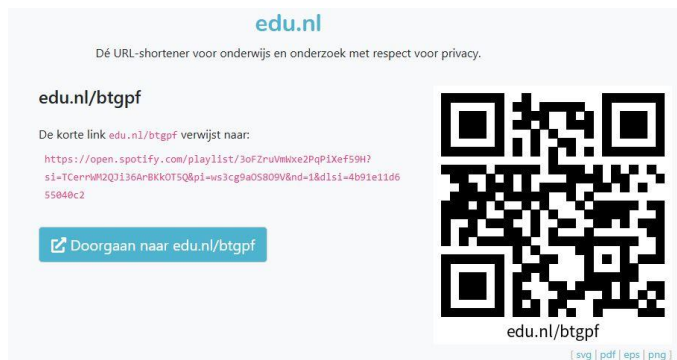 edu.nl
Dé URL-shortener voor onderwijs en onderzoek met respect voor privacy.
edu.nl/btgpf
De korte link edu.nl/btgpf verwijst naar:
https://open.spotify.com/playlist/3oFZruVmWxe2PqPiXef59H?
si=TCerrWM2QJi36ArBKkOT5Q&pi=ws3cg9aOS8O9V&nd=1&dlsi=4b91e11d6
55040c2
Doorgaan naar edu.nl/btgpf
edu.nl/btgpf
[ svg | pdf | eps | png ]